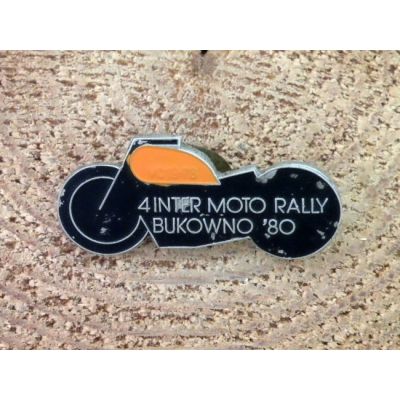 4 INTER MOTO RALLY
BUKOWNO '80